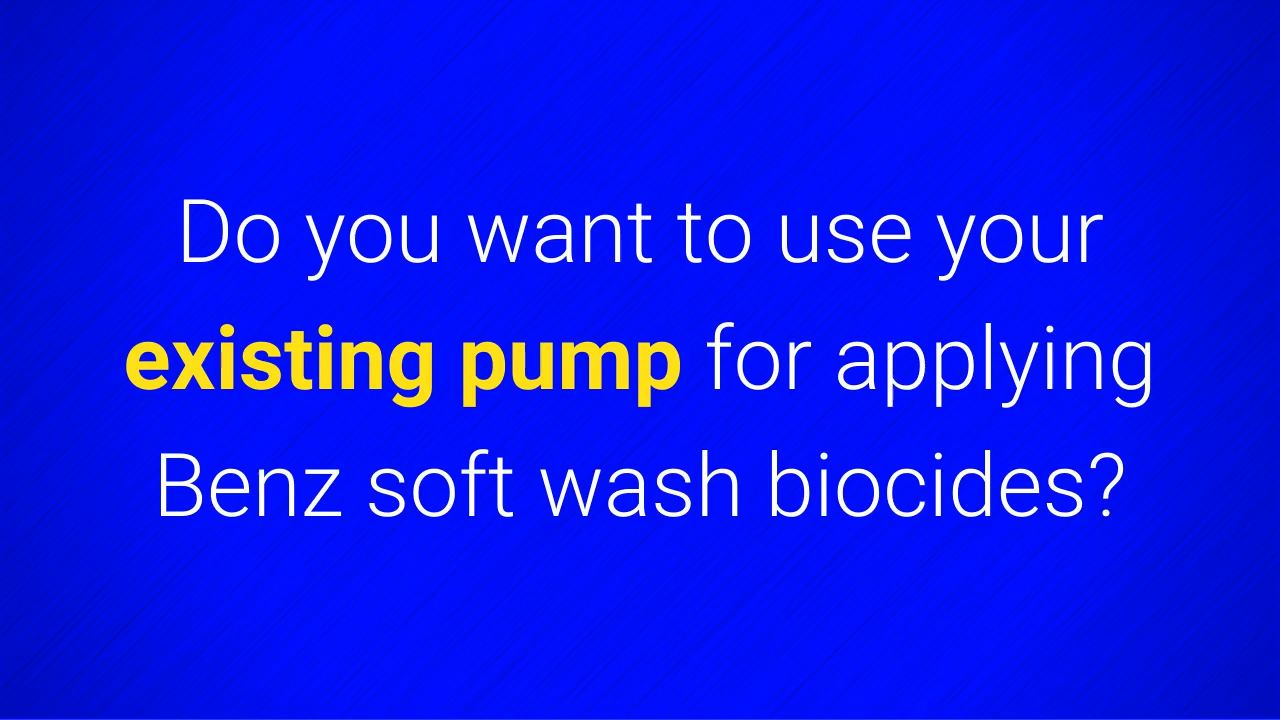 Do you want to use your
existing pump for applying
Benz soft wash biocides?